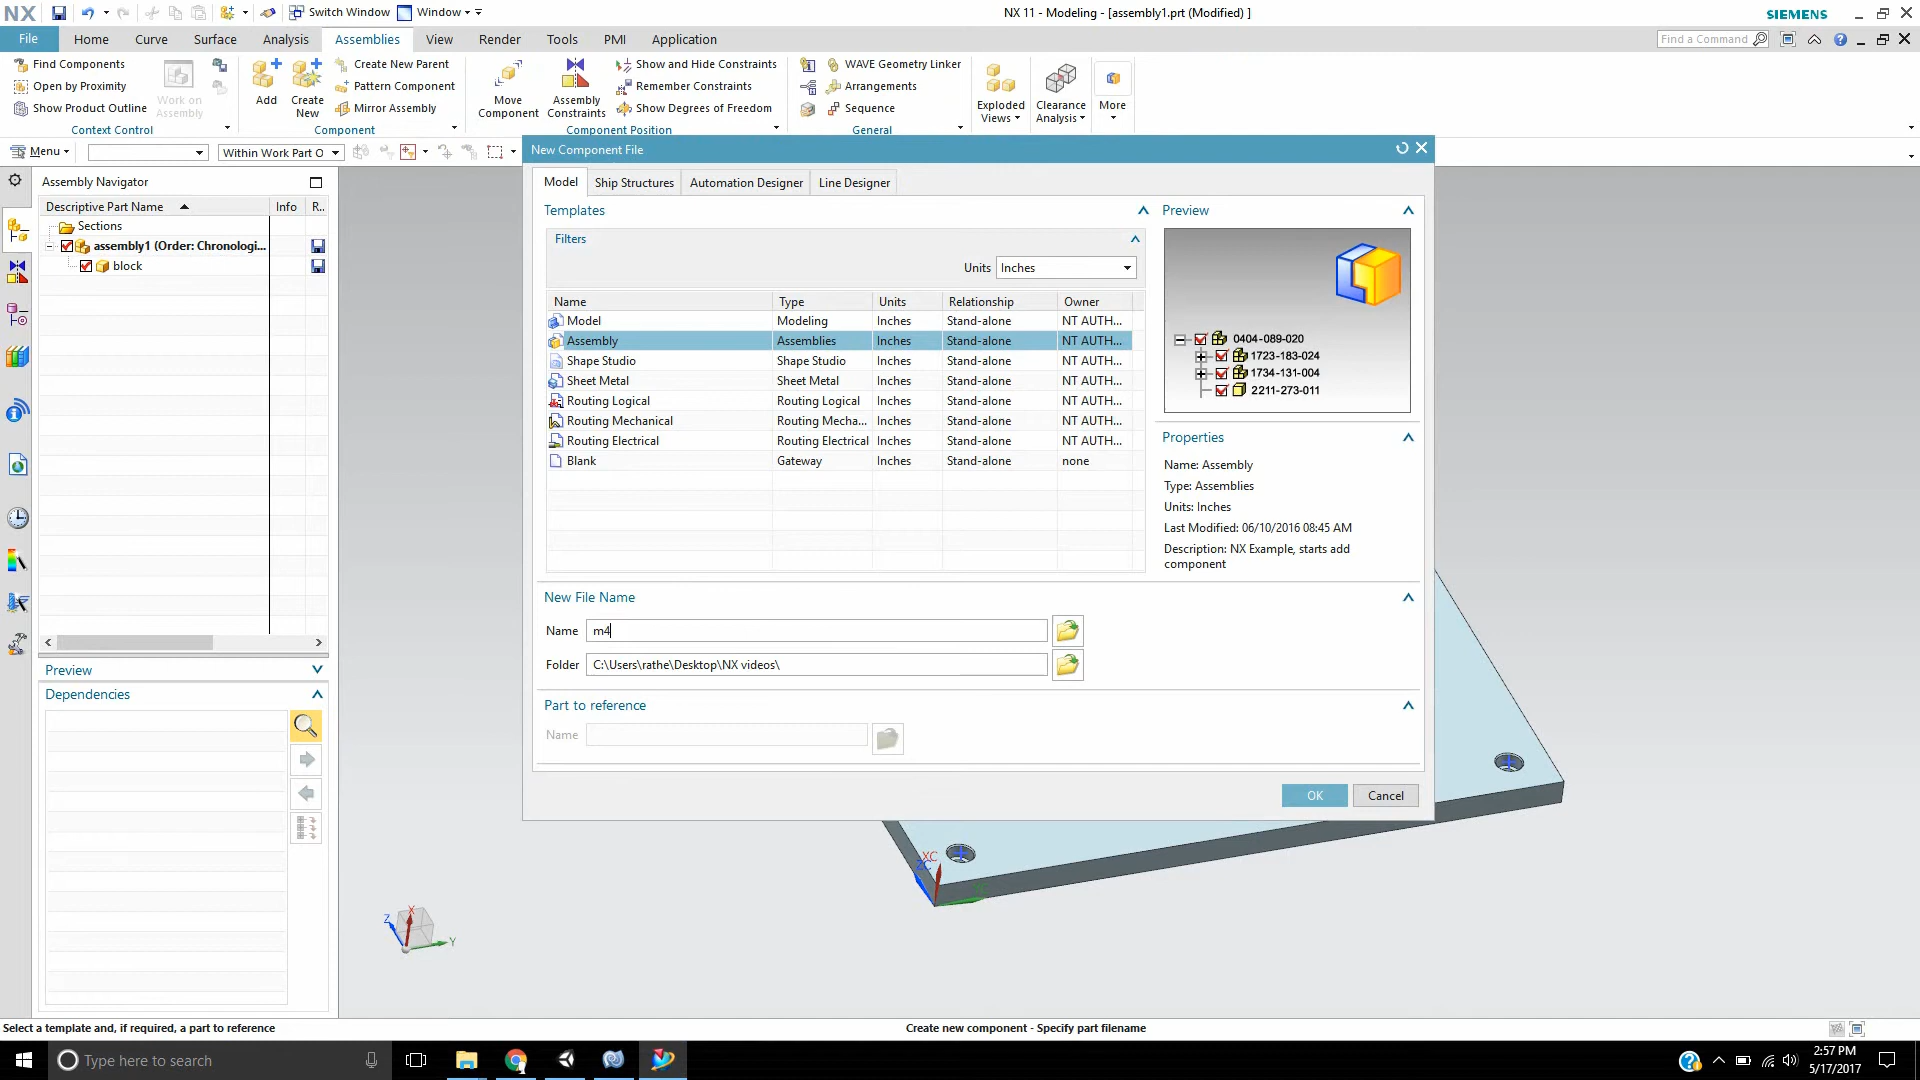 NX Switch Window Window NX 11 - Modeling - [assembly1.prt (Modified) ] SIEMENS
File Home Curve Surface Analysis Assemblies View Render Tools PMI Application Find a Command
Find Components
Open by Proximity
Show Product Outline
Work on
Assembly
Context Control
Add
Create
New
Create New Parent
Pattern Component
Mirror Assembly
Component
Move
Component
Assembly
Constraints
Show and Hide Constraints
Remember Constraints
Show Degrees of Freedom
Component Position
WAVE Geometry Linker
Arrangements
Sequence
General
Exploded
Views
Clearance
Analysis
More
Menu Within Work Part O
Assembly Navigator
Descriptive Part Name Info R..
Sections
assembly1 (Order: Chronologi...
block
Preview
Dependencies
New Component File
Model Ship Structures Automation Designer Line Designer
Templates
Filters
Units Inches
Name Type Units Relationship Owner
Model Modeling Inches Stand-alone NT AUTH...
Assembly Assemblies Inches Stand-alone NT AUTH...
Shape Studio Shape Studio Inches Stand-alone NT AUTH...
Sheet Metal Sheet Metal Inches Stand-alone NT AUTH...
Routing Logical Routing Logical Inches Stand-alone NT AUTH...
Routing Mechanical Routing Mecha... Inches Stand-alone NT AUTH...
Routing Electrical Routing Electrical Inches Stand-alone NT AUTH...
Blank Gateway Inches Stand-alone none
Preview
0404-089-020
1723-183-024
1734-131-004
2211-273-011
Properties
Name: Assembly
Type: Assemblies
Units: Inches
Last Modified: 06/10/2016 08:45 AM
Description: NX Example, starts add
component
New File Name
Name m4
Folder C:\Users\rathe\Desktop\NX videos\
Part to reference
Name
OK Cancel
XC
ZC
X
Z
Y
Select a template and, if required, a part to reference Create new component - Specify part filename
Type here to search
2:57 PM
5/17/2017